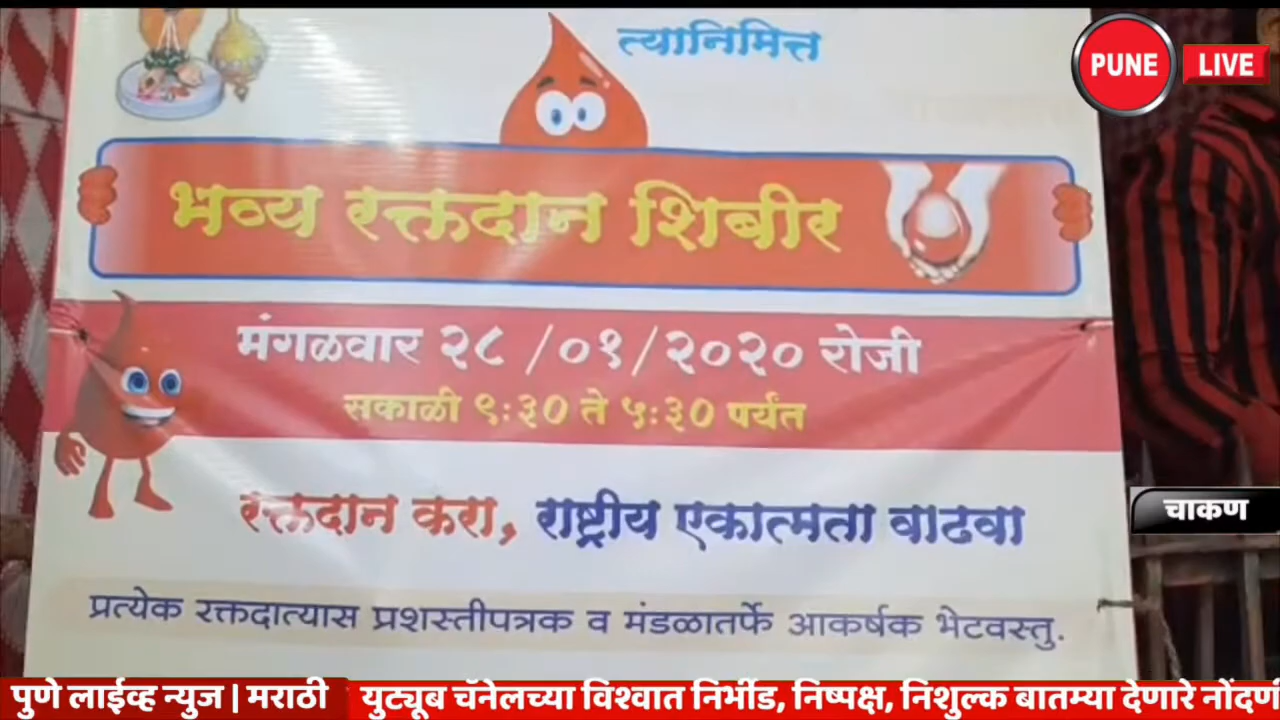 त्यानिमित्त
PUNE LIVE
भव्य रक्तदान शिबीर
मंगळवार २८/०१/२०२० रोजी
सकाळी ९:३० ते ५:३० पर्यंत
रक्तदान करा, राष्ट्रीय एकात्मता वाढवा
चाकण
प्रत्येक रक्तदात्यास प्रशस्तीपत्रक व मंडळातर्फे आकर्षक भेटवस्तु.
पुणे लाईव्ह न्युज | मराठी युट्यूब चॅनेलच्या विश्वात निर्भीड, निष्पक्ष, निशुल्क बातम्या देणारे नोंदणी